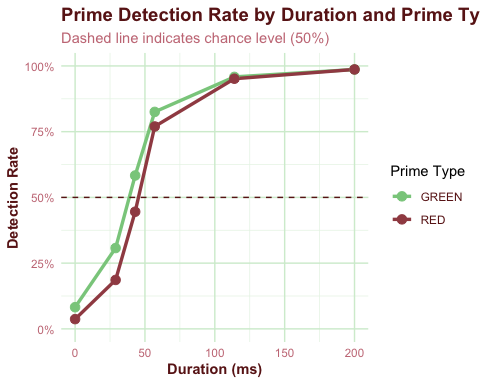 Prime Detection Rate by Duration and Prime Ty
Dashed line indicates chance level (50%)
100%
75%
50%
25%
0%
Detection Rate
0 50 100 150 200
Duration (ms)
Prime Type
GREEN
RED